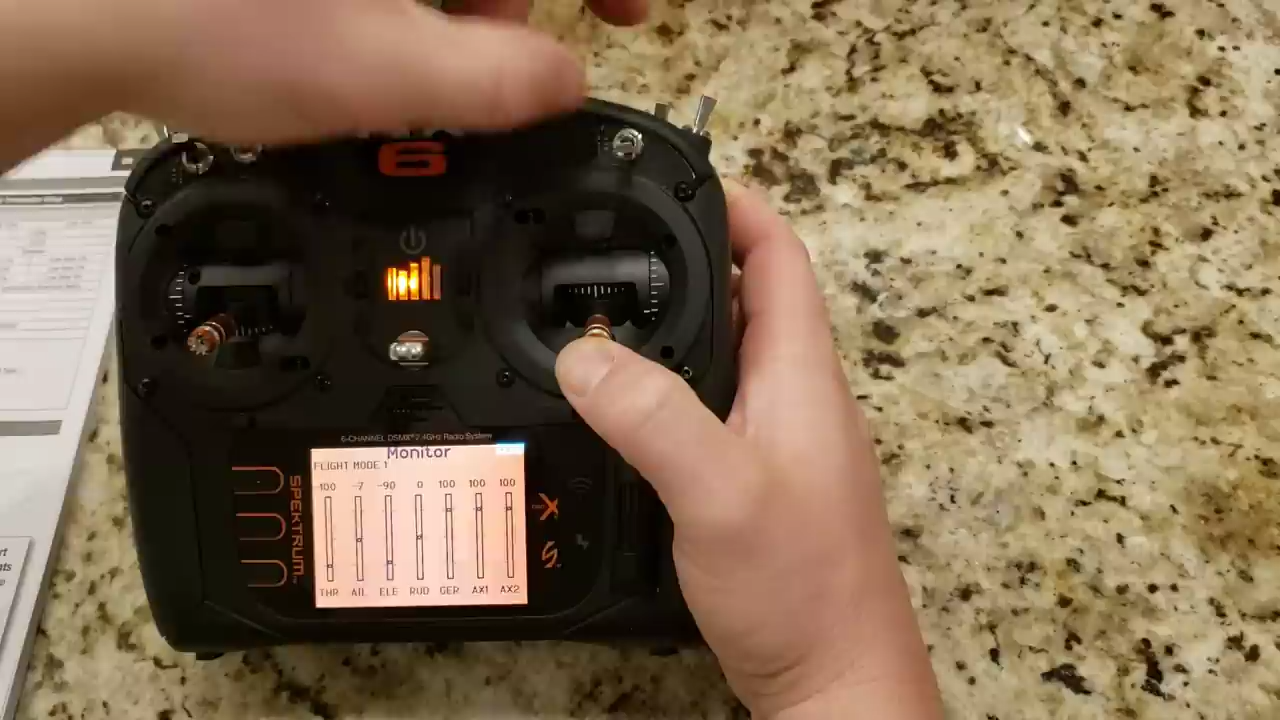 6
6-CHANNEL DSMX 2.4GHz Radio System
Monitor
FLIGHT MODE 1
-100 -7 -90 0 100 100 100
THR AIL ELE RUD GER AX1 AX2
SPEKTRUM
X